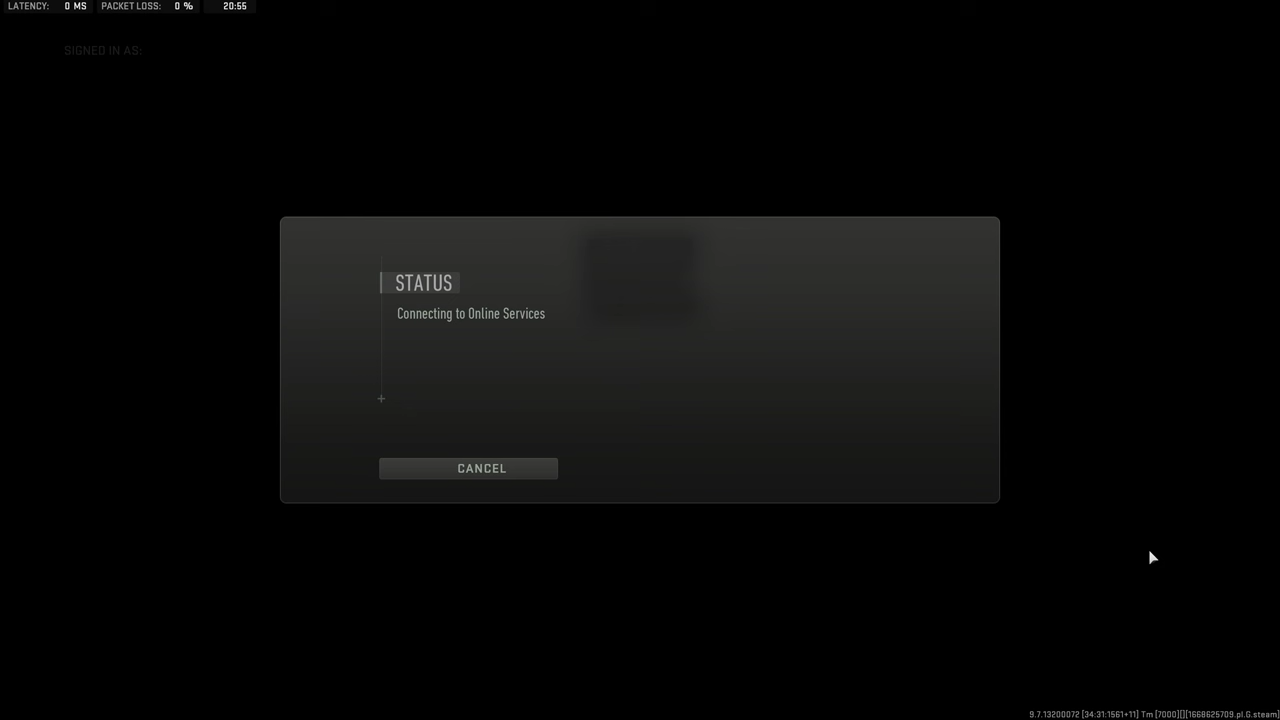 LATENCY: 0 MS PACKET LOSS: 0 % 20:55
SIGNED IN AS:
STATUS
Connecting to Online Services
CANCEL
9.7.13200072 [34:31:1561+11] Tm [7000][][1668625709.pl.G.steam]